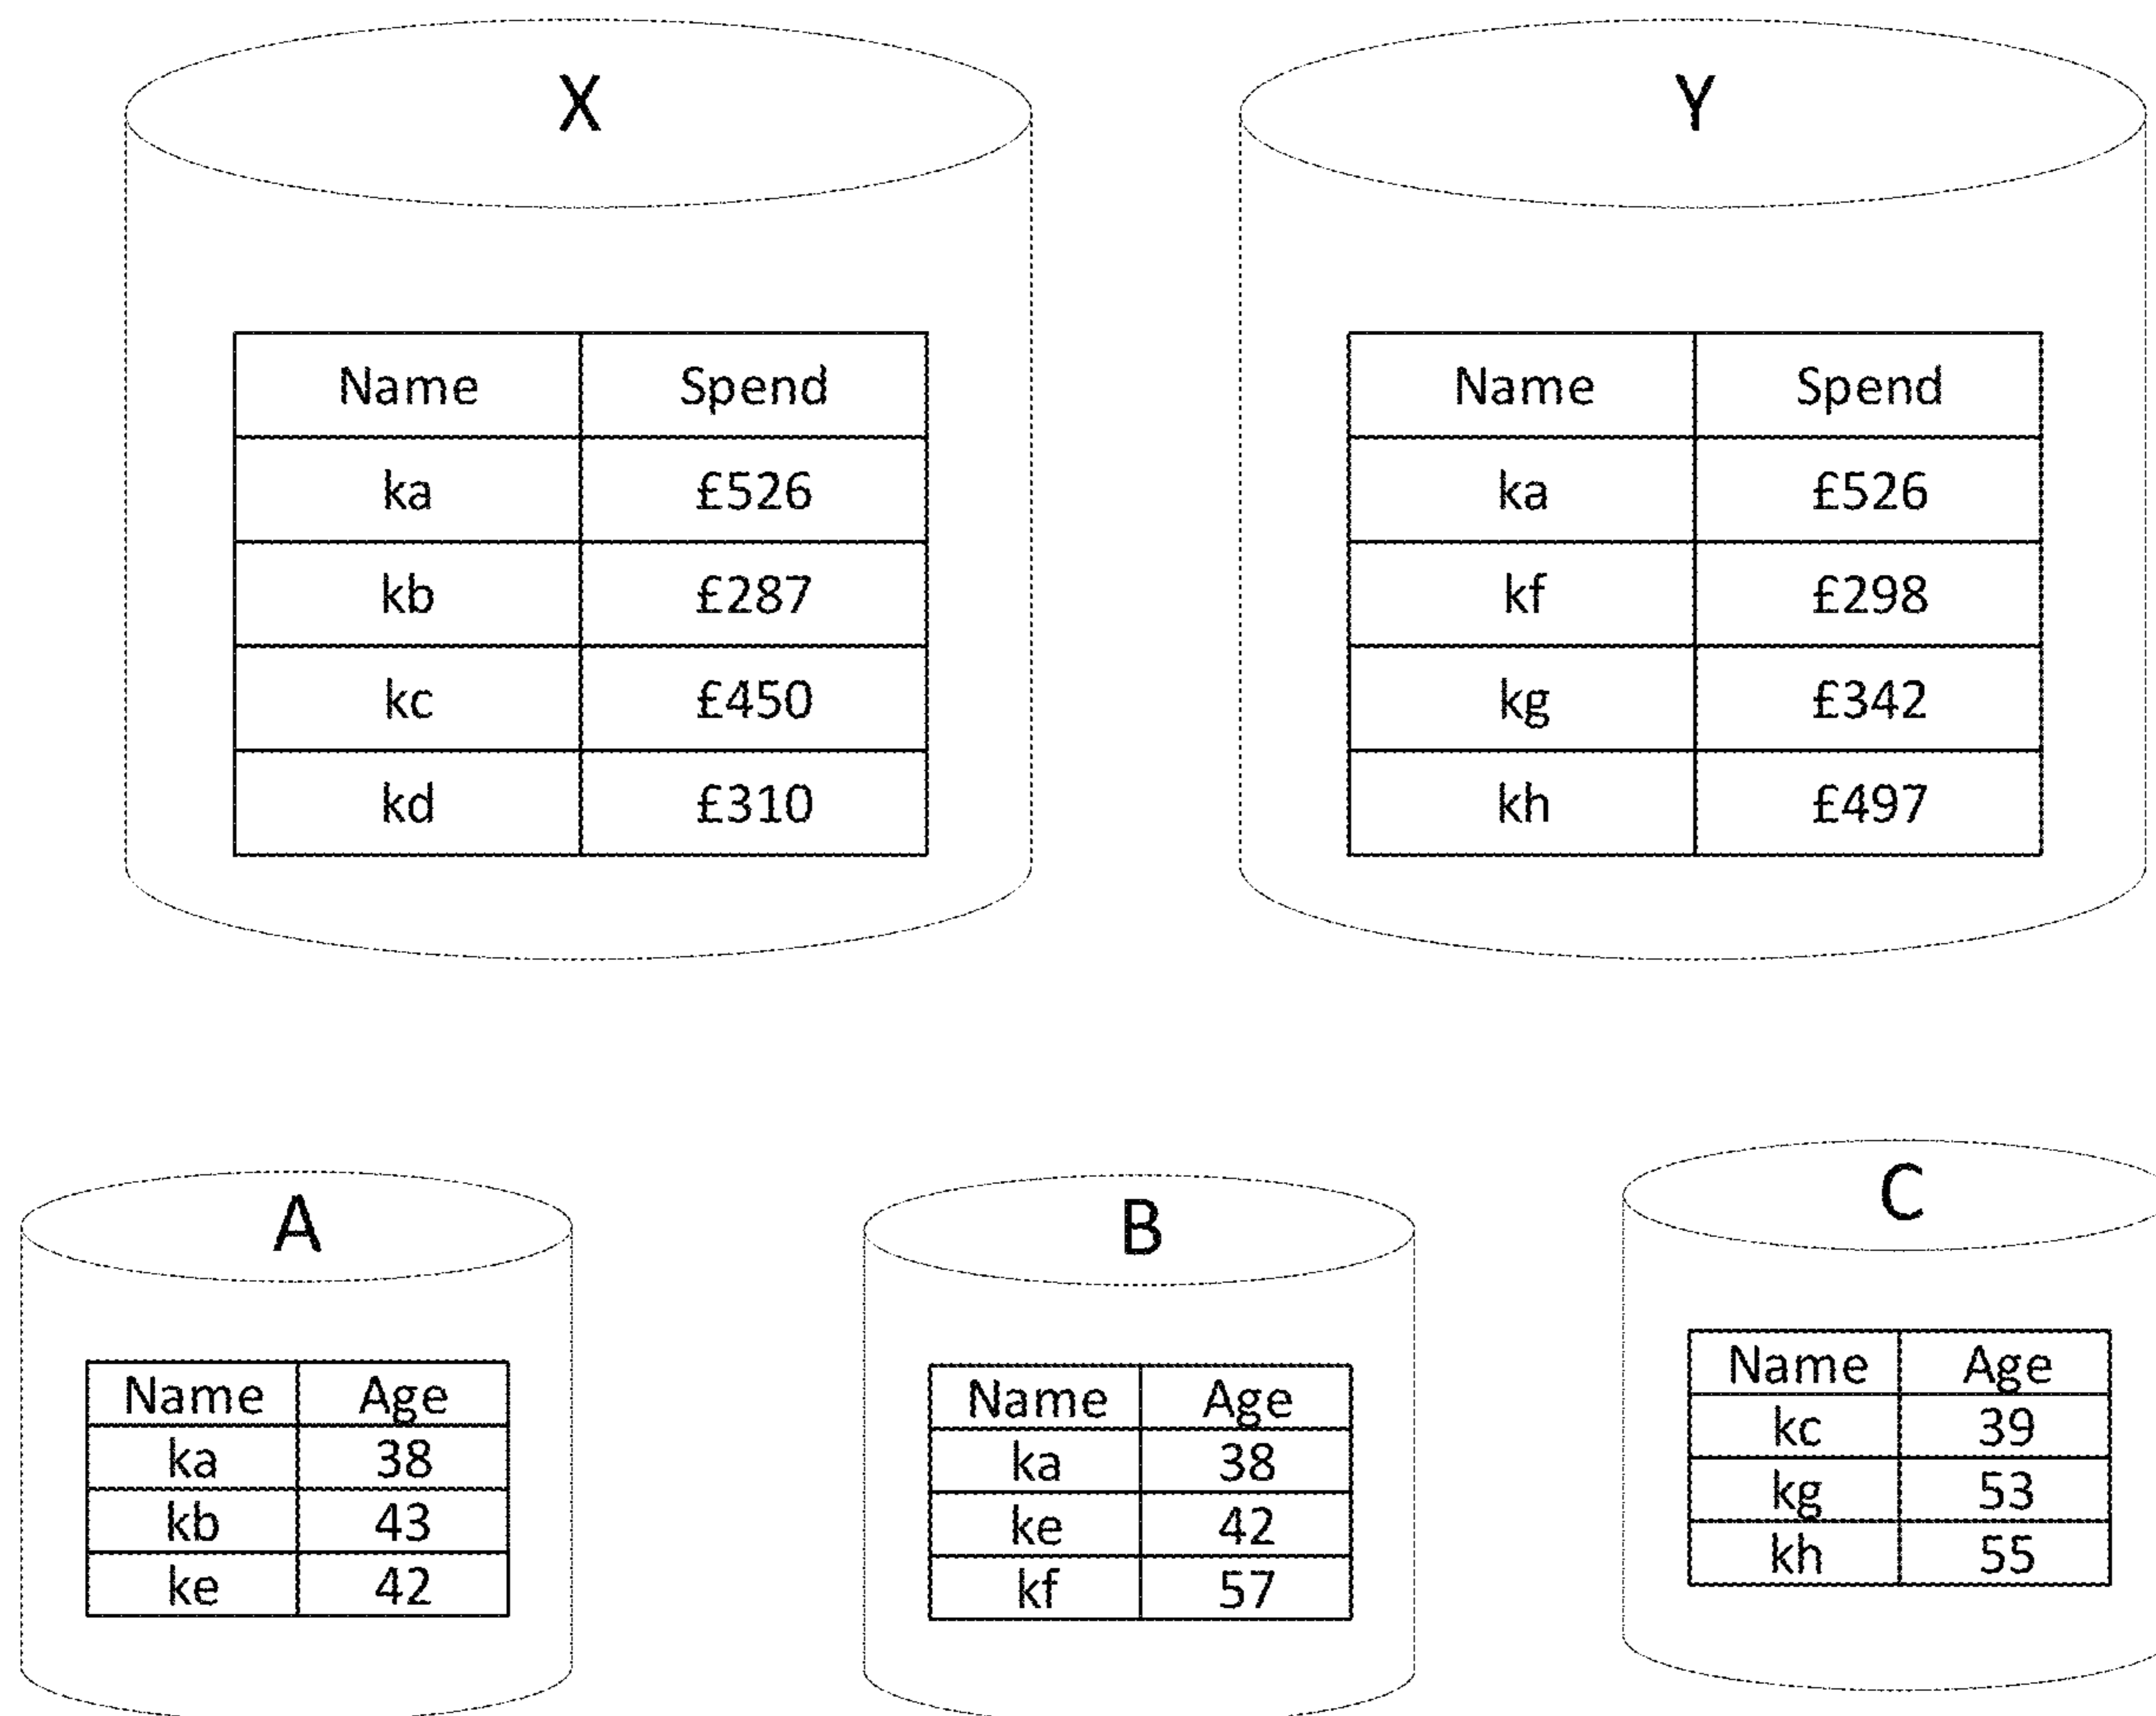 X
Name Spend
ka £526
kb £287
kc £450
kd £310
Y
Name Spend
ka £526
kf £298
kg £342
kh £497
A
Name Age
ka 38
kb 43
ke 42
B
Name Age
ka 38
ke 42
kf 57
C
Name Age
kc 39
kg 53
kh 55